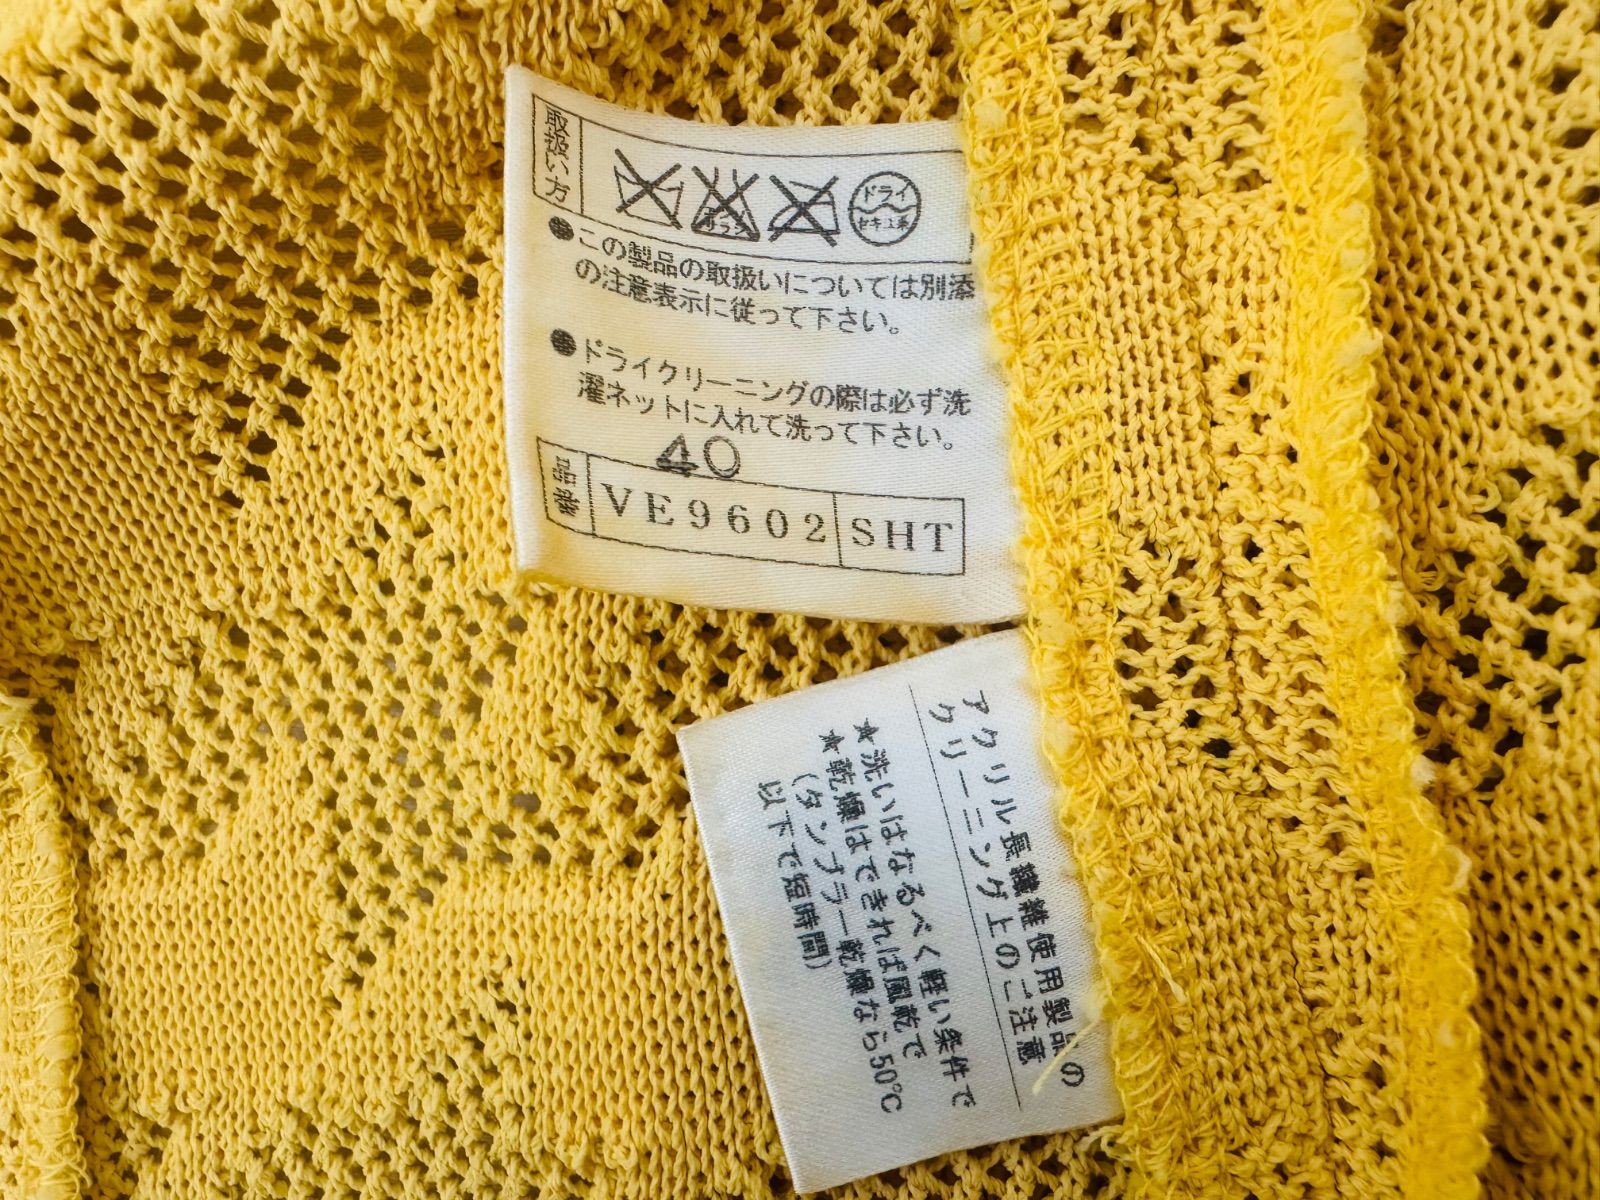 取扱い方
エンソサラシ
ドライ
セキユ系
●この製品の取扱いについては別添
の注意表示に従って下さい。
●ドライクリーニングの際は必ず洗
濯ネットに入れて洗って下さい。
40
品番 VE9602 SHT
アクリル長繊維使用製品の
クリーニング上のご注意
★洗いはなるべく軽い条件で
★乾燥はできれば風乾で
(タンブラー乾燥なら50℃
以下で短時間)